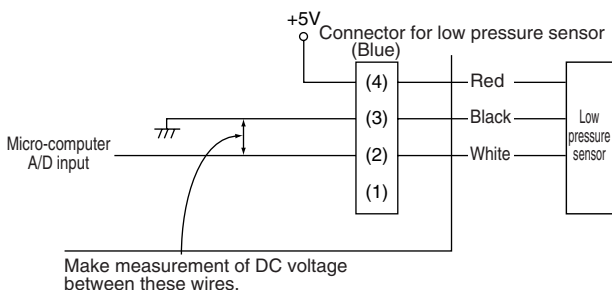 +5V
Connector for low pressure sensor
(Blue)
(4)
Red
(3)
Black
Micro-computer
A/D input
(2)
White
Low
pressure
sensor
(1)
Make measurement of DC voltage
between these wires.